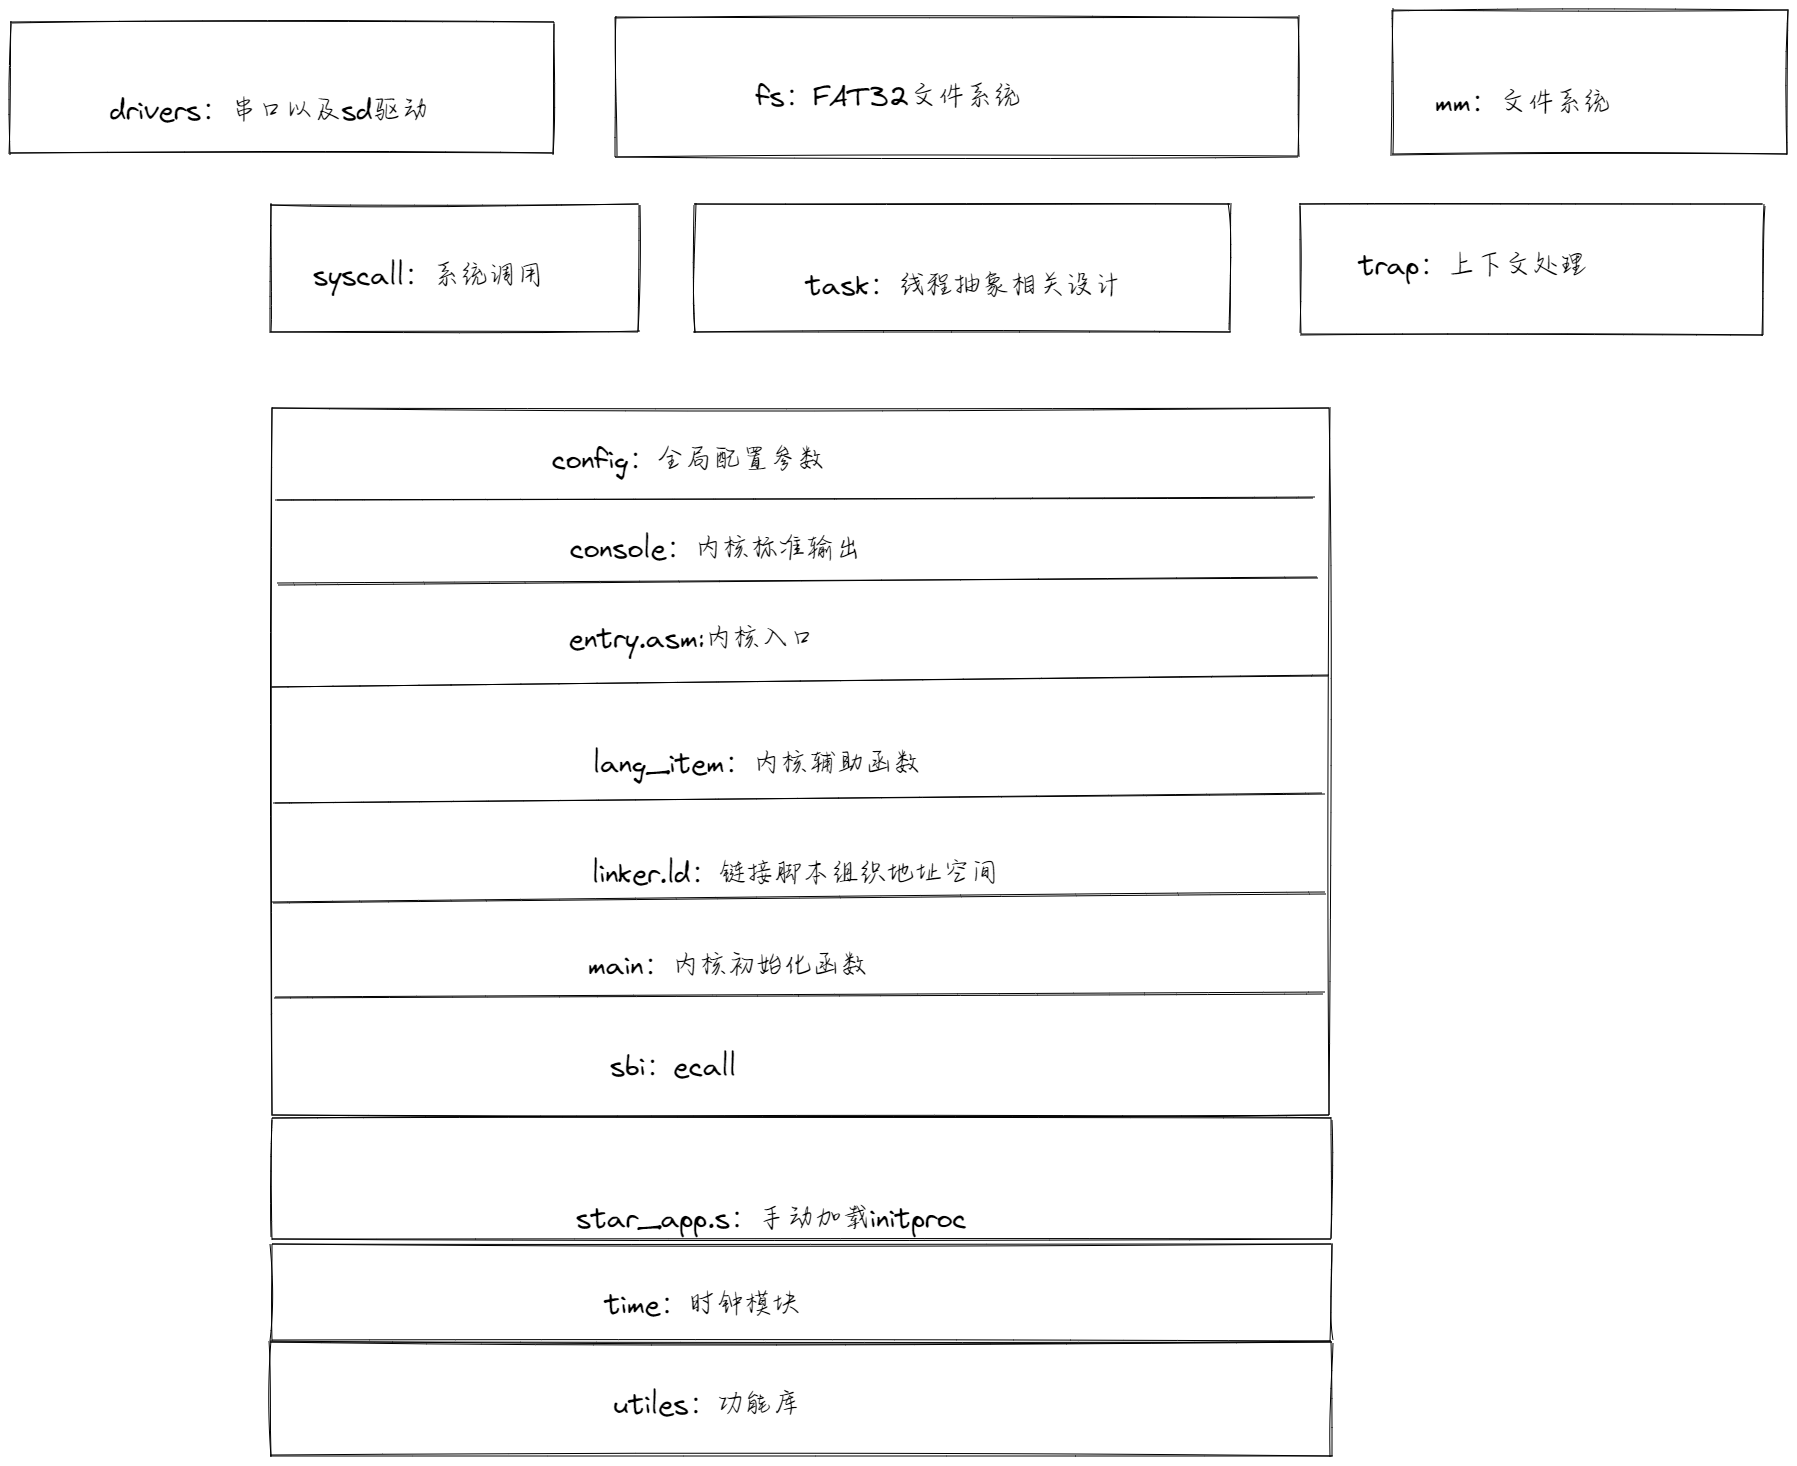 drivers：串口以及sd驱动
fs：FAT32文件系统
mm：文件系统
syscall：系统调用
task：线程抽象相关设计
trap：上下文处理
config：全局配置参数
console：内核标准输出
entry.asm:内核入口
lang_item：内核辅助函数
linker.ld：链接脚本组织地址空间
main：内核初始化函数
sbi：ecall
star_app.s：手动加载initproc
time：时钟模块
utiles：功能库